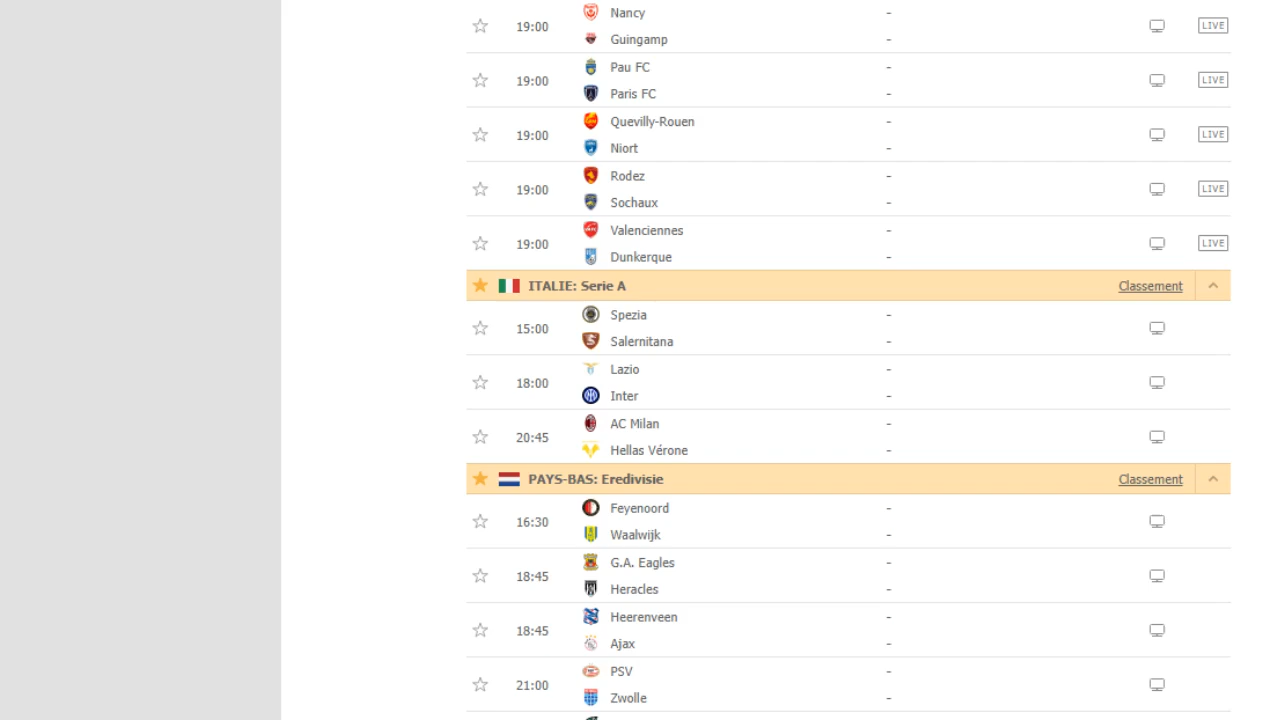 Nancy -
19:00 LIVE
Guingamp -
Pau FC -
19:00 LIVE
Paris FC -
Quevilly-Rouen -
19:00 LIVE
Niort -
Rodez -
19:00 LIVE
Sochaux -
Valenciennes -
19:00 LIVE
Dunkerque -
ITALIE: Serie A Classement
Spezia -
15:00
Salernitana -
Lazio -
18:00
Inter -
AC Milan -
20:45
Hellas Vérone -
PAYS-BAS: Eredivisie Classement
Feyenoord -
16:30
Waalwijk -
G.A. Eagles -
18:45
Heracles -
Heerenveen -
18:45
Ajax -
PSV -
21:00
Zwolle -